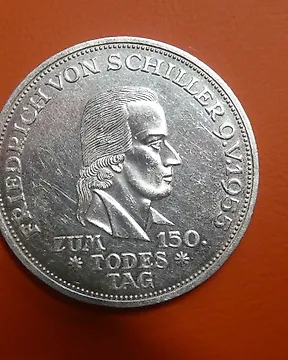 FRIEDRICH VON SCHILLER 9.V.1955
ZUM 150.
* TODES *
TAG